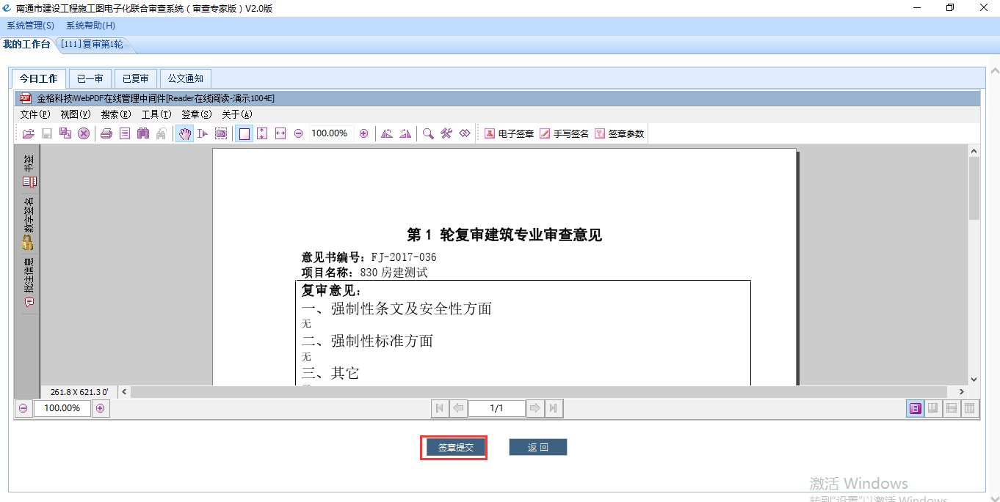 南通市建设工程施工图电子化联合审查系统（审查专家版）V2.0版
系统管理(S) 系统帮助(H)
我的工作台 [111]复审第1轮
今日工作 已一审 已复审 公文通知
金格科技iWebPDF在线管理中间件[Reader在线阅读-演示1004E]
文件(F) 视图(V) 搜索(E) 工具(T) 签章(S) 关于(A)
100.00% 电子签章 手写签名 签章参数
书签
数字签名
批注信息
第 1 轮复审建筑专业审查意见
意见书编号：FJ-2017-036
项目名称：830 房建测试
复审意见：
一、强制性条文及安全性方面
无
二、强制性标准方面
无
三、其它
261.8 X 621.3 0'
100.00% 1/1
签章提交 返 回
激活 Windows
转到"设置"以激活 Windows